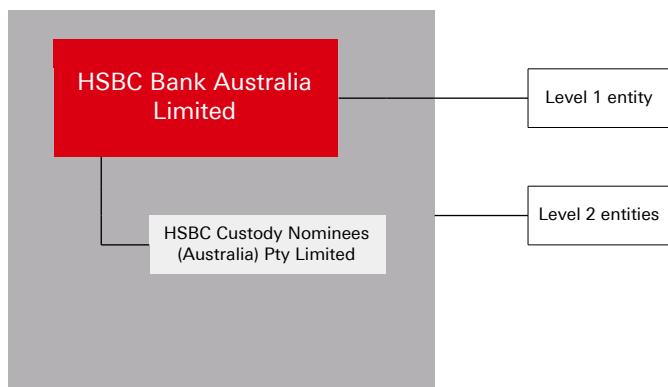 HSBC Bank Australia
Limited
Level 1 entity
Level 2 entities
HSBC Custody Nominees
(Australia) Pty Limited